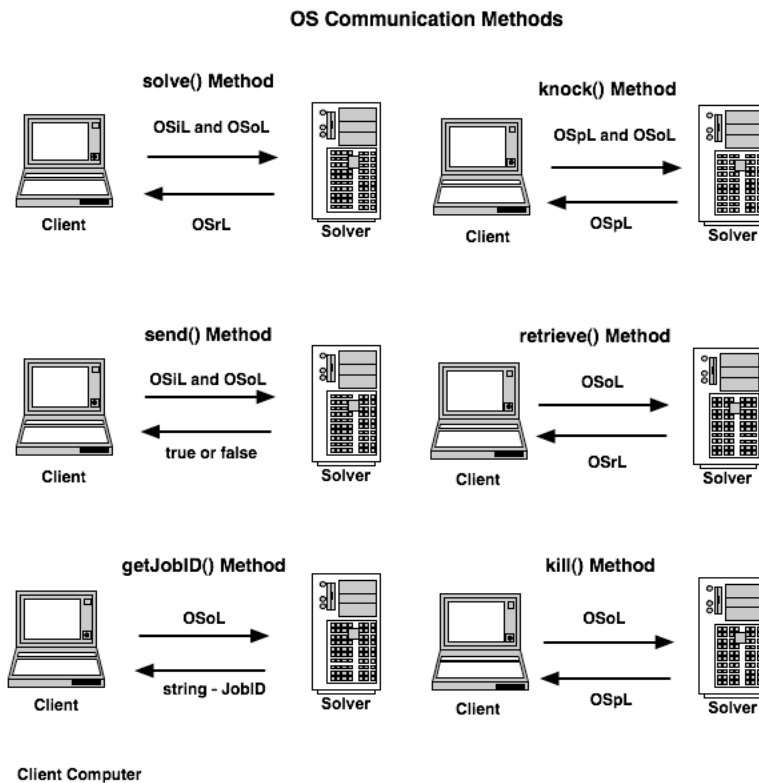 OS Communication Methods
solve() Method
OSiL and OSoL
OSrL
Client
Solver
knock() Method
OSpL and OSoL
OSpL
Client
Solver
send() Method
OSiL and OSoL
true or false
Client
Solver
retrieve() Method
OSoL
OSrL
Client
Solver
getJobID() Method
OSoL
string - JobID
Client
Solver
kill() Method
OSoL
OSpL
Client
Solver
Client Computer